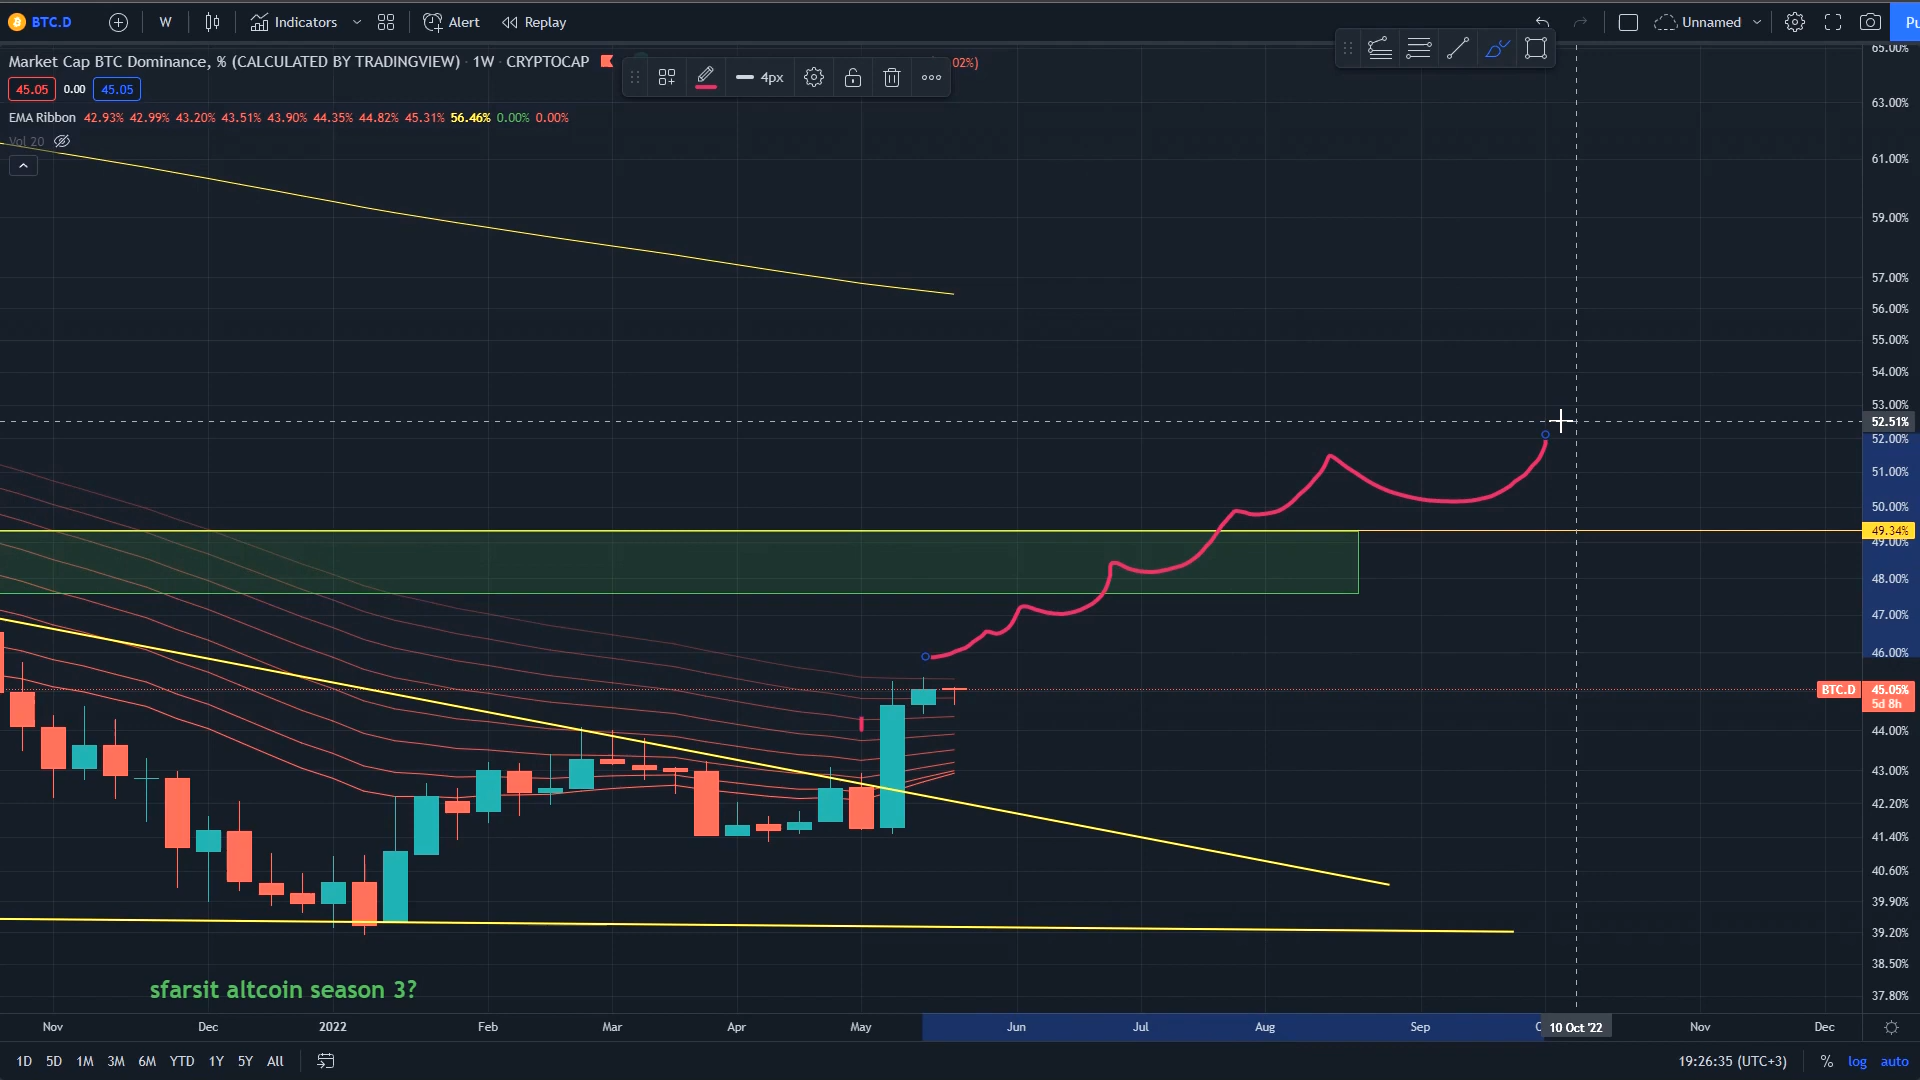 BTC.D W Indicators Alert Replay Unnamed Pu
Market Cap BTC Dominance, % (CALCULATED BY TRADINGVIEW) · 1W · CRYPTOCAP 02%)
4px
45.05 0.00 45.05
EMA Ribbon 42.93% 42.99% 43.20% 43.51% 43.90% 44.35% 44.82% 45.31% 56.46% 0.00% 0.00%
Vol 20
65.00%
63.00%
61.00%
59.00%
57.00%
56.00%
55.00%
54.00%
53.00%
52.51%
52.00%
51.00%
50.00%
49.34%
49.00%
48.00%
47.00%
46.00%
BTC.D 45.05%
5d 8h
44.00%
43.00%
42.20%
41.40%
40.60%
39.90%
39.20%
38.50%
37.80%
sfarsit altcoin season 3?
Nov Dec 2022 Feb Mar Apr May Jun Jul Aug Sep 10 Oct '22 Nov Dec
1D 5D 1M 3M 6M YTD 1Y 5Y All 19:26:35 (UTC+3) % log auto